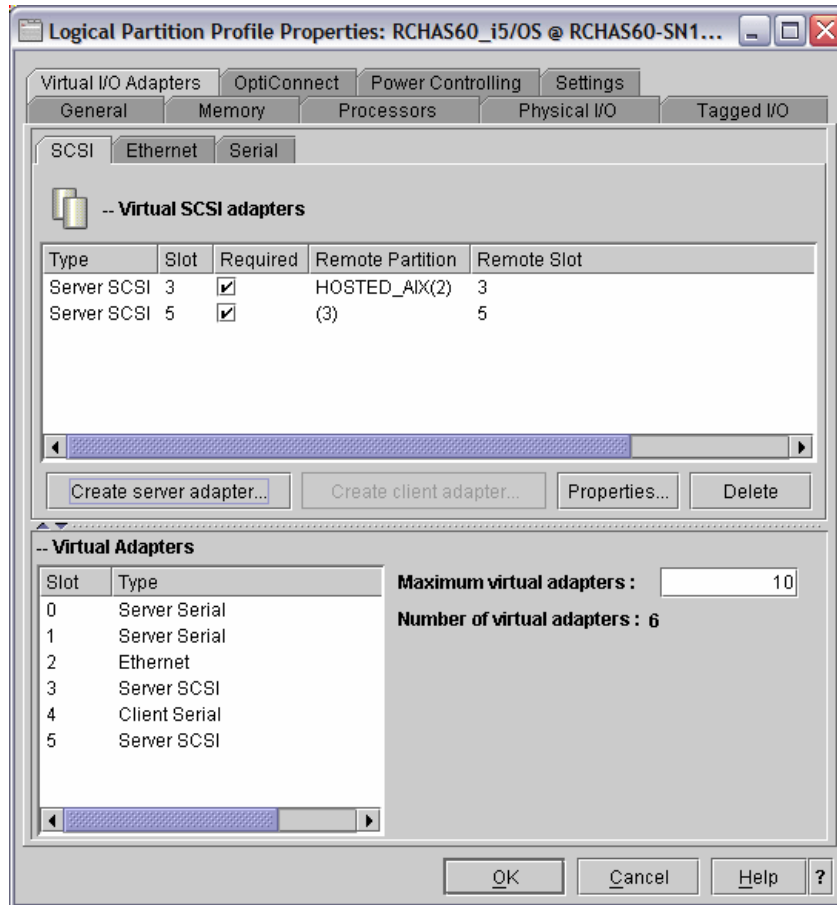 Logical Partition Profile Properties: RCHAS60_i5/OS @ RCHAS60-SN1...
Virtual I/O Adapters OptiConnect Power Controlling Settings
General Memory Processors Physical I/O Tagged I/O
SCSI Ethernet Serial
-- Virtual SCSI adapters
Type Slot Required Remote Partition Remote Slot
Server SCSI 3 HOSTED_AIX(2) 3
Server SCSI 5 (3) 5
Create server adapter... Create client adapter... Properties... Delete
-- Virtual Adapters
Slot Type
0 Server Serial
1 Server Serial
2 Ethernet
3 Server SCSI
4 Client Serial
5 Server SCSI
Maximum virtual adapters : 10
Number of virtual adapters : 6
OK Cancel Help ?